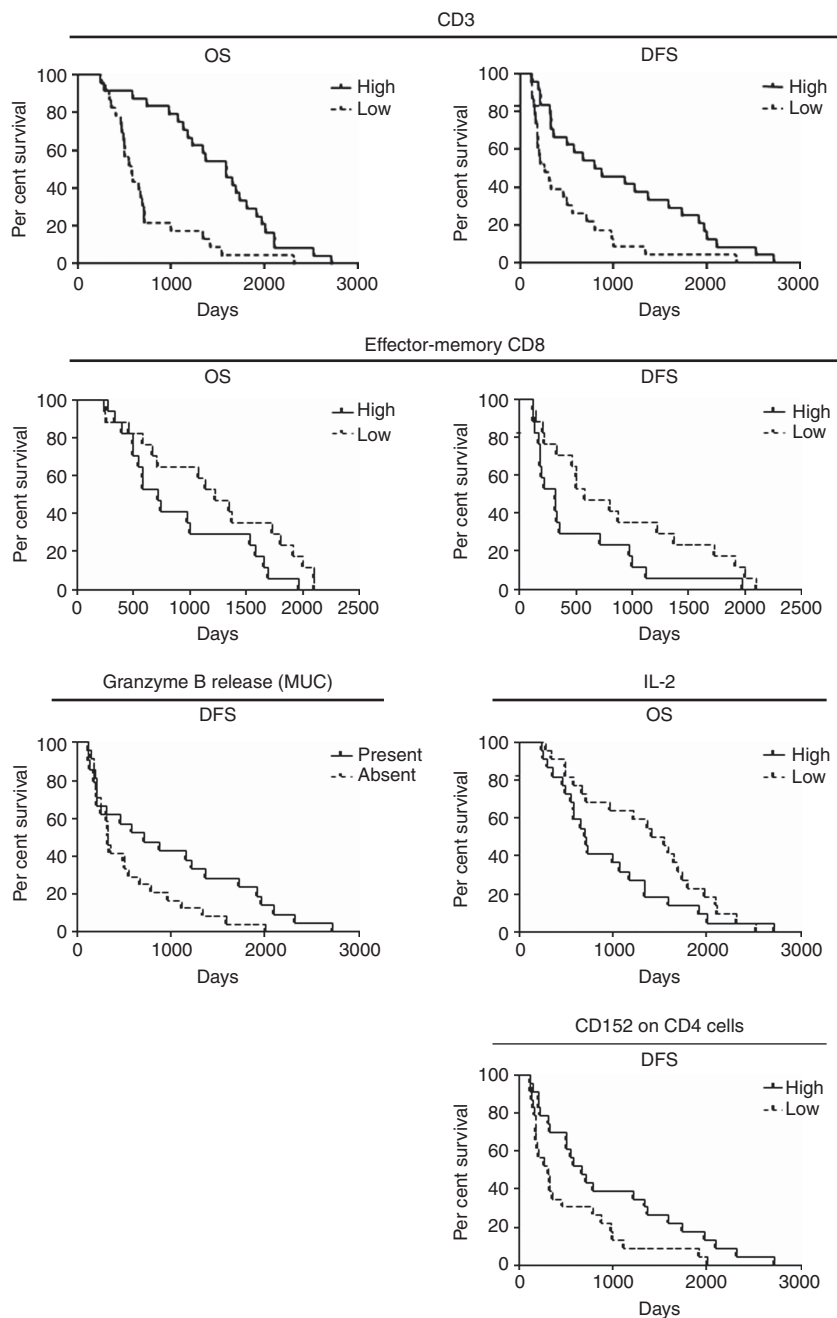 CD3
OS
Per cent survival
100
80
60
40
20
0
0 1000 2000 3000
Days
High
Low
DFS
Per cent survival
100
80
60
40
20
0
0 1000 2000 3000
Days
High
Low
Effector-memory CD8
OS
Per cent survival
100
80
60
40
20
0
0 500 1000 1500 2000 2500
Days
High
Low
DFS
Per cent survival
100
80
60
40
20
0
0 500 1000 1500 2000 2500
Days
High
Low
Granzyme B release (MUC)
DFS
Per cent survival
100
80
60
40
20
0
0 1000 2000 3000
Days
Present
Absent
IL-2
OS
Per cent survival
100
80
60
40
20
0
0 1000 2000 3000
Days
High
Low
CD152 on CD4 cells
DFS
Per cent survival
100
80
60
40
20
0
0 1000 2000 3000
Days
High
Low